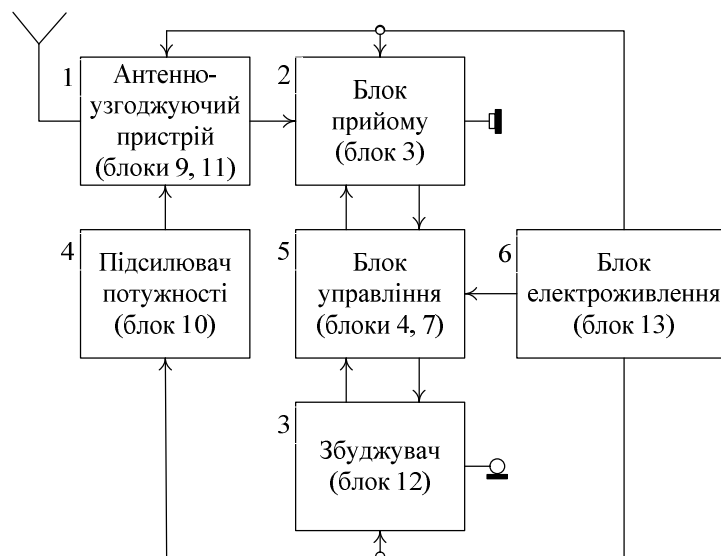 1
Антенно-
узгоджуючий
пристрій
(блоки 9, 11)
2
Блок
прийому
(блок 3)
4
Підсилювач
потужності
(блок 10)
5
Блок
управління
(блоки 4, 7)
6
Блок
електроживлення
(блок 13)
3
Збуджувач
(блок 12)